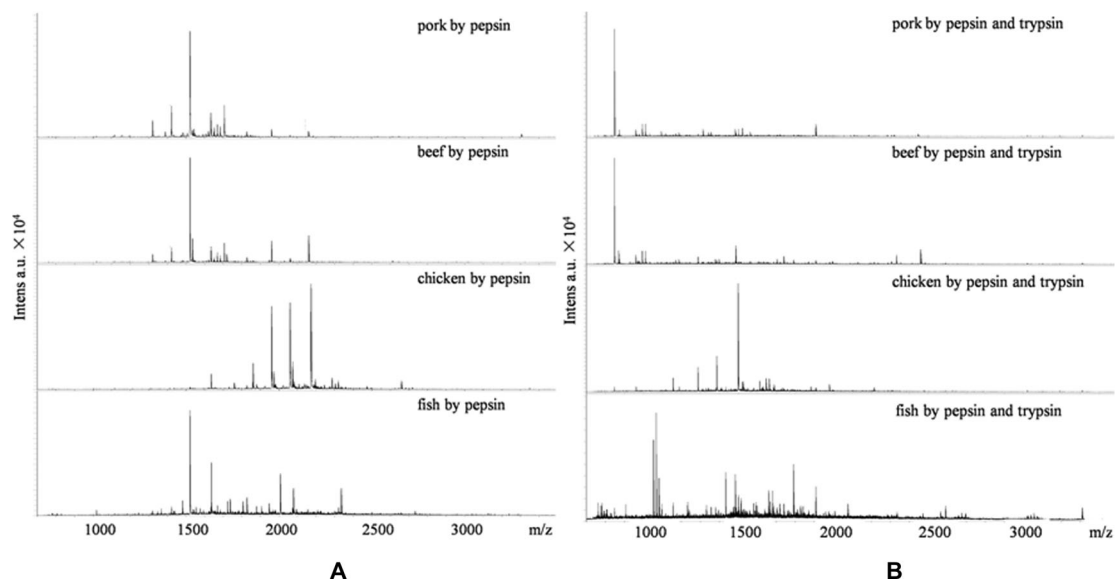 pork by pepsin
beef by pepsin
chicken by pepsin
fish by pepsin
Intens a.u. ×10⁴
1000 1500 2000 2500 3000 m/z
A
pork by pepsin and trypsin
beef by pepsin and trypsin
chicken by pepsin and trypsin
fish by pepsin and trypsin
Intens a.u. ×10⁴
1000 1500 2000 2500 3000 m/z
B